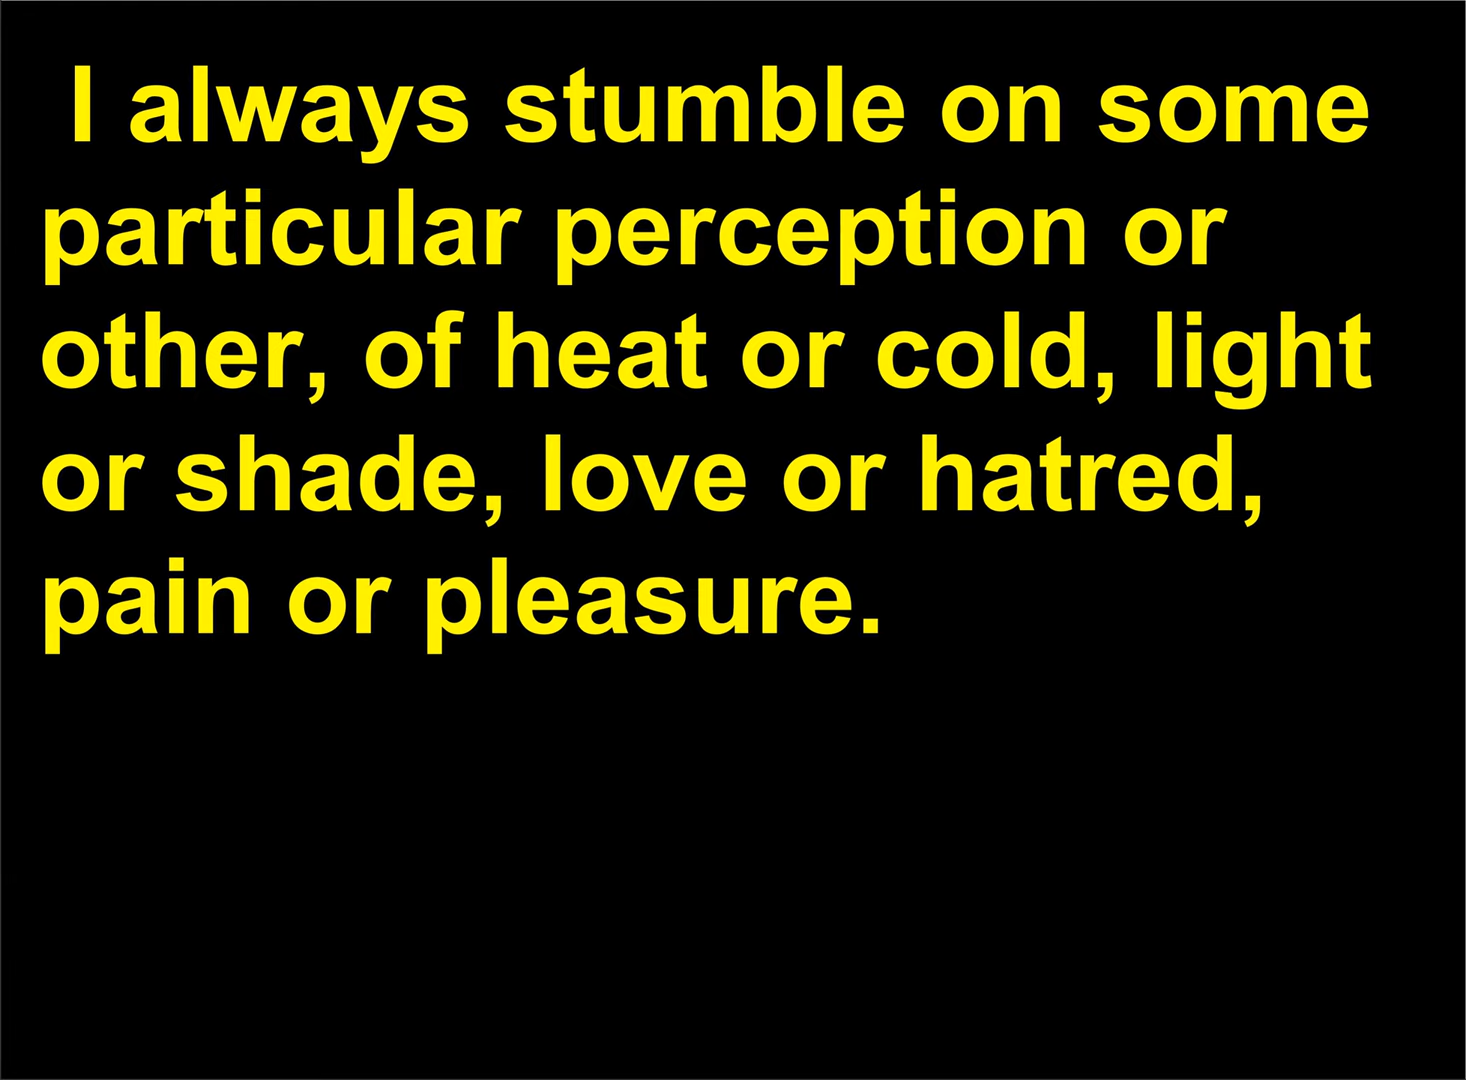 I always stumble on some
particular perception or
other, of heat or cold, light
or shade, love or hatred,
pain or pleasure.